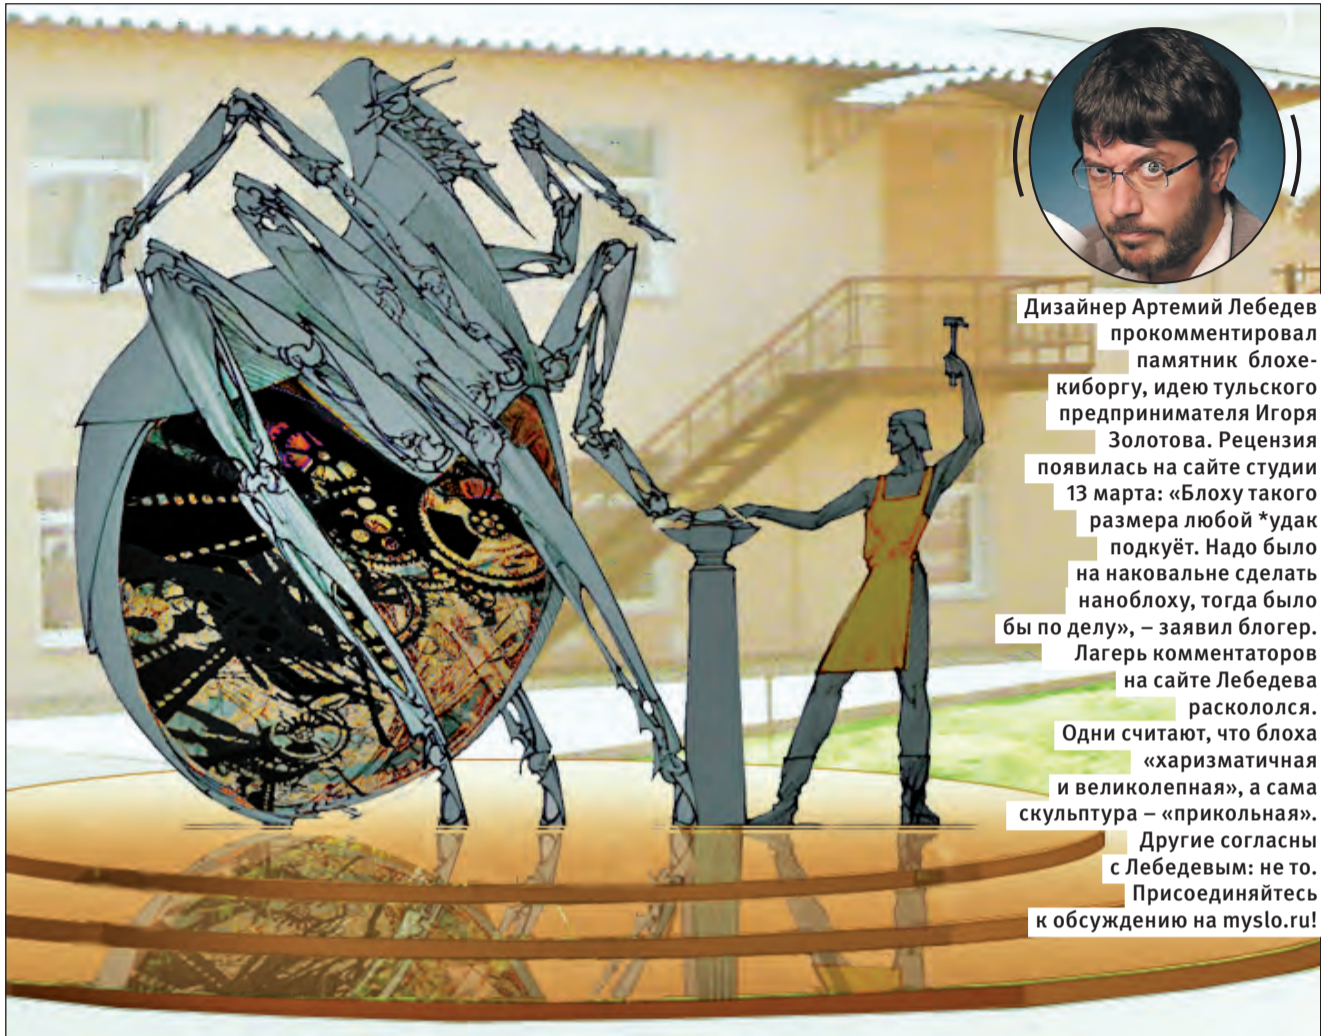 Дизайнер Артемий Лебедев
прокомментировал
памятник блохе-
киборгу, идею тульского
предпринимателя Игоря
Золотова. Рецензия
появилась на сайте студии
13 марта: «Блоху такого
размера любой *удак
подкуёт. Надо было
на наковальне сделать
наноблоху, тогда было
бы по делу», – заявил блогер.
Лагерь комментаторов
на сайте Лебедева
раскололся.
Одни считают, что блоха
«харизматичная
и великолепная», а сама
скульптура – «прикольная».
Другие согласны
с Лебедевым: не то.
Присоединяйтесь
к обсуждению на myslo.ru!